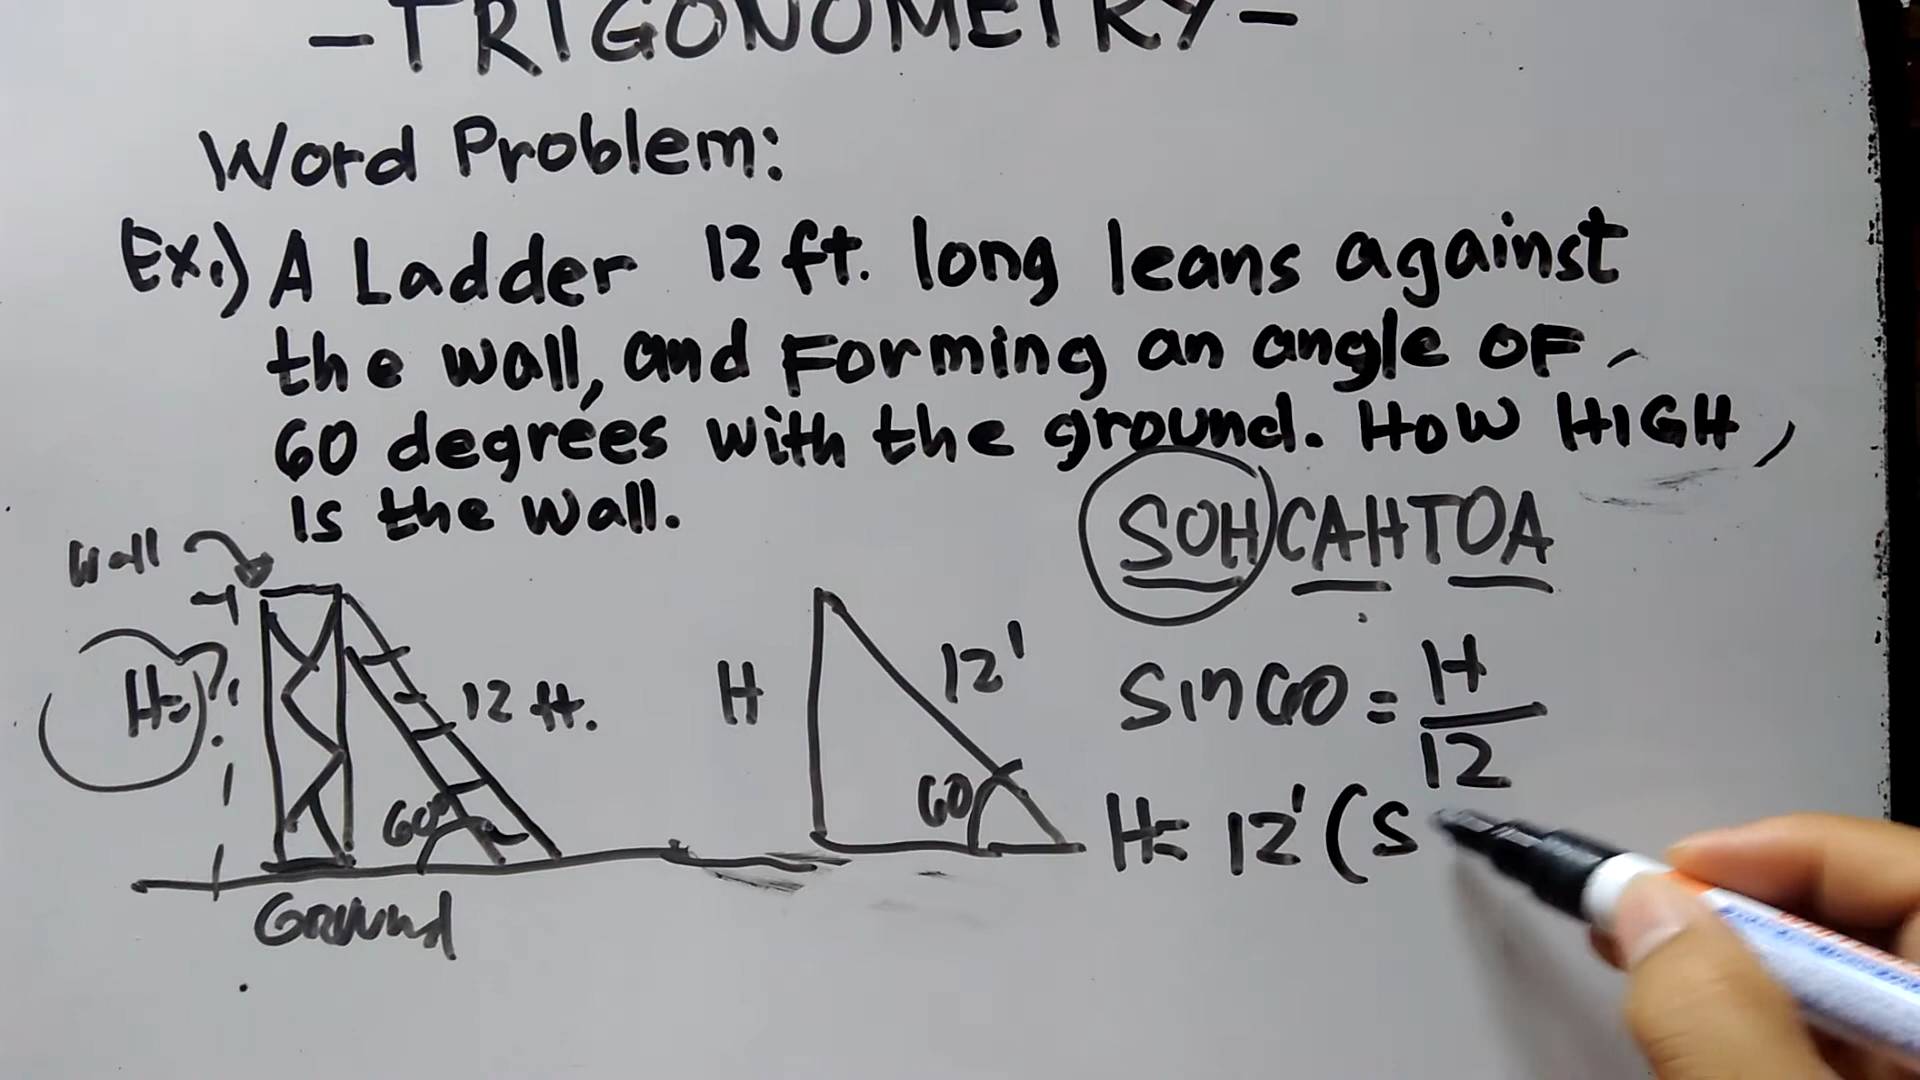 -TRIGONOMETRY-
Word Problem:
Ex.) A Ladder 12 ft. long leans against
the wall, and Forming an angle OF
60 degrees with the ground. HOW HIGH,
is the wall.
SOHCAHTOA
Wall
H=?
12 ft.
60°
Ground
H
12'
60
Sin60 = H/12
H= 12' (S